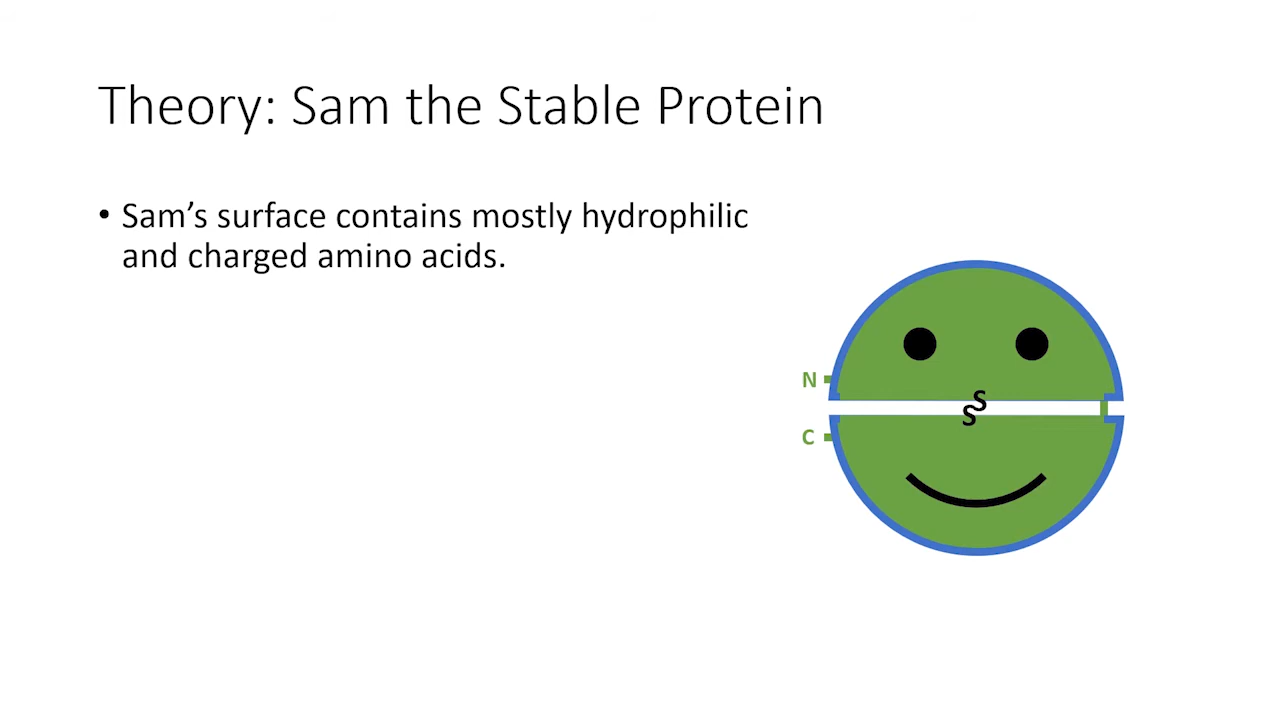 Theory: Sam the Stable Protein
• Sam’s surface contains mostly hydrophilic
and charged amino acids.
N
S
S
C